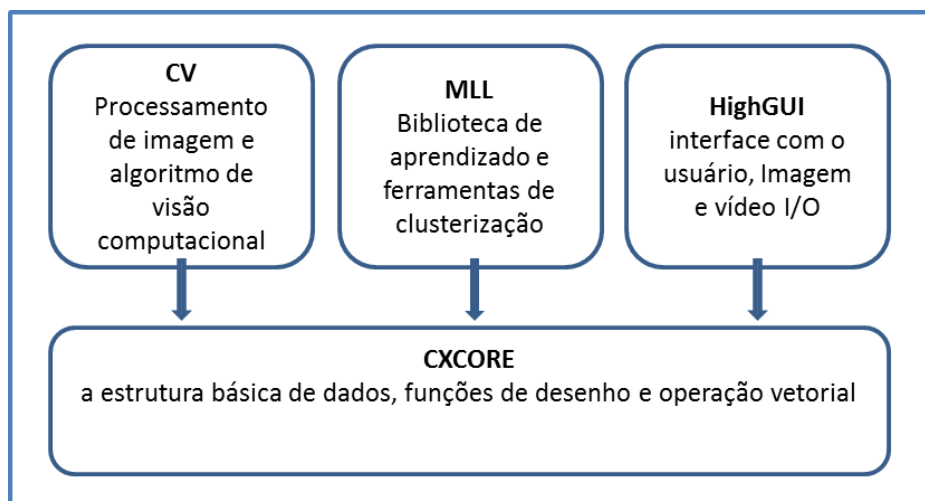 CV
Processamento
de imagem e
algoritmo de
visão
computacional
MLL
Biblioteca de
aprendizado e
ferramentas de
clusterização
HighGUI
interface com o
usuário, Imagem
e vídeo I/O
CXCORE
a estrutura básica de dados, funções de desenho e operação vetorial